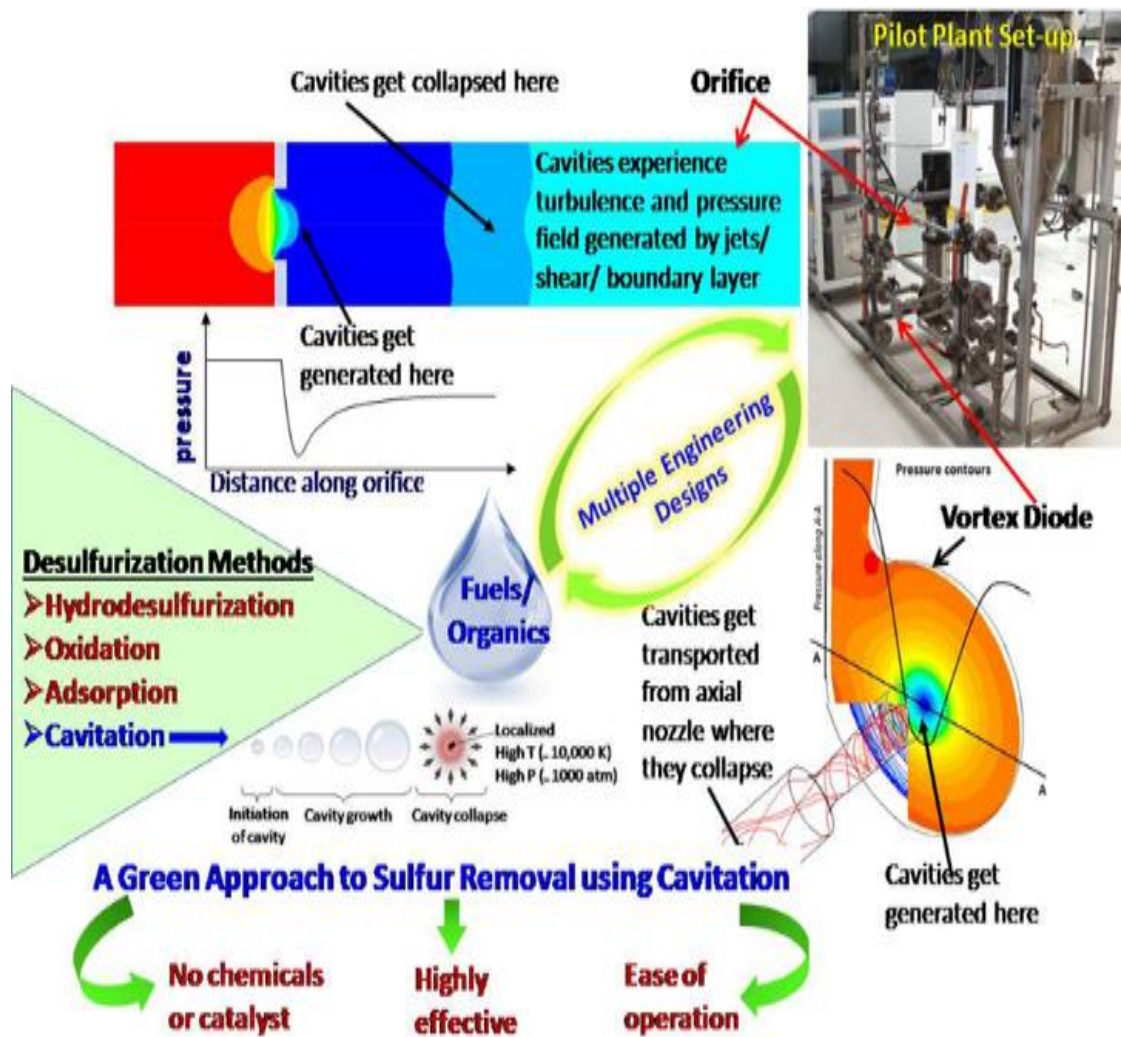 Pilot Plant Set-up
Cavities get collapsed here
Orifice
Cavities experience
turbulence and pressure
field generated by jets/
shear/ boundary layer
Cavities get
generated here
pressure
Distance along orifice
Multiple Engineering
Designs
Pressure contours
Pressure along A-A
Vortex Diode
A
A
Desulfurization Methods
➢Hydrodesulfurization
➢Oxidation
➢Adsorption
➢Cavitation
Fuels/
Organics
Cavities get
transported
from axial
nozzle where
they collapse
Localized
High T (~ 10,000 K)
High P (~ 1000 atm)
Initiation
of cavity
Cavity growth
Cavity collapse
Cavities get
generated here
A Green Approach to Sulfur Removal using Cavitation
No chemicals
or catalyst
Highly
effective
Ease of
operation